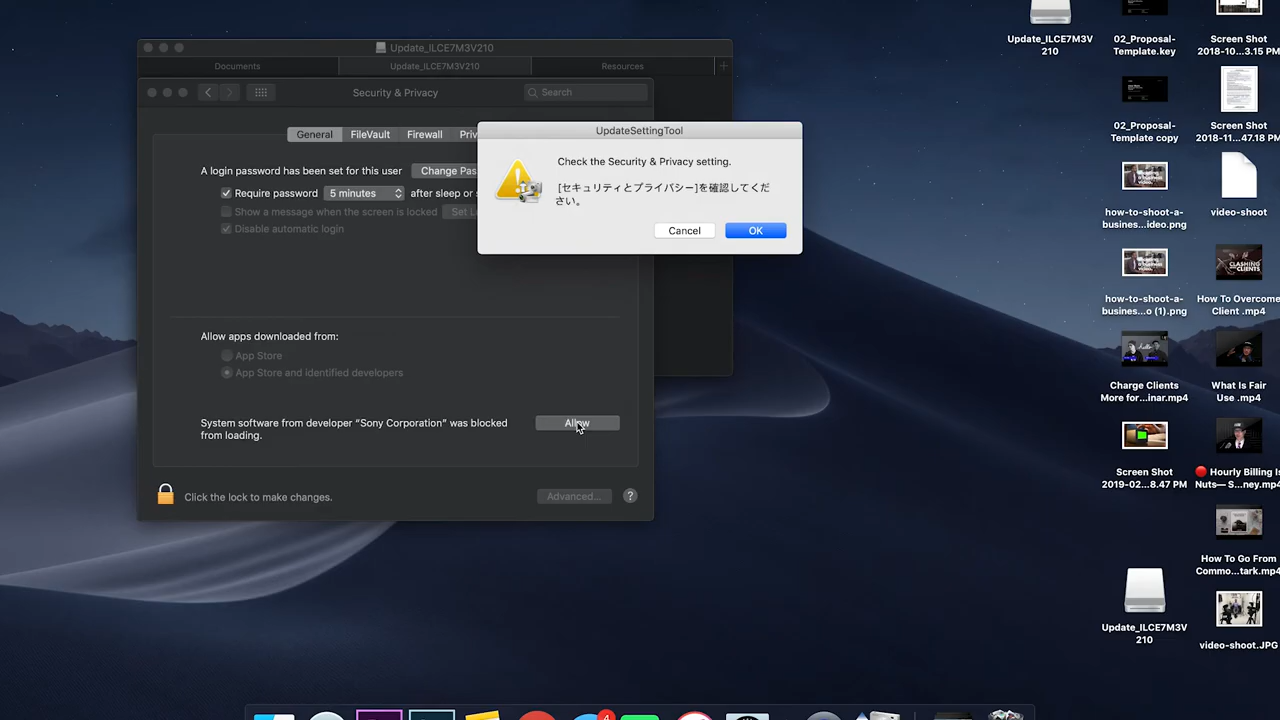 Update_ILCE7M3V210
Documents
Update_ILCE7M3V210
Resources
+
Security & Privacy
Search
General
FileVault
Firewall
A login password has been set for this user
Require password
5 minutes
Show a message when the screen is locked
Disable automatic login
Allow apps downloaded from:
App Store
App Store and identified developers
System software from developer “Sony Corporation” was blocked
from loading.
Allow
Click the lock to make changes.
Advanced...
?
UpdateSettingTool
Check the Security & Privacy setting.
[セキュリティとプライバシー]を確認してくだ
さい。
Cancel
OK
Update_ILCE7M3V
210
02_Proposal-
Template.key
Screen Shot
2018-10...3.15 PM
02_Proposal-
Template copy
Screen Shot
2018-11...47.18 PM
how-to-shoot-a-
busines...ideo.png
video-shoot
how-to-shoot-a-
busines...o (1).png
How To Overcome
Client .mp4
Charge Clients
More for...inar.mp4
What Is Fair
Use .mp4
Screen Shot
2019-02...8.47 PM
Hourly Billing Is
Nuts— S...ney.mp4
How To Go From
Commo...tark.mp4
Update_ILCE7M3V
210
video-shoot.JPG
4